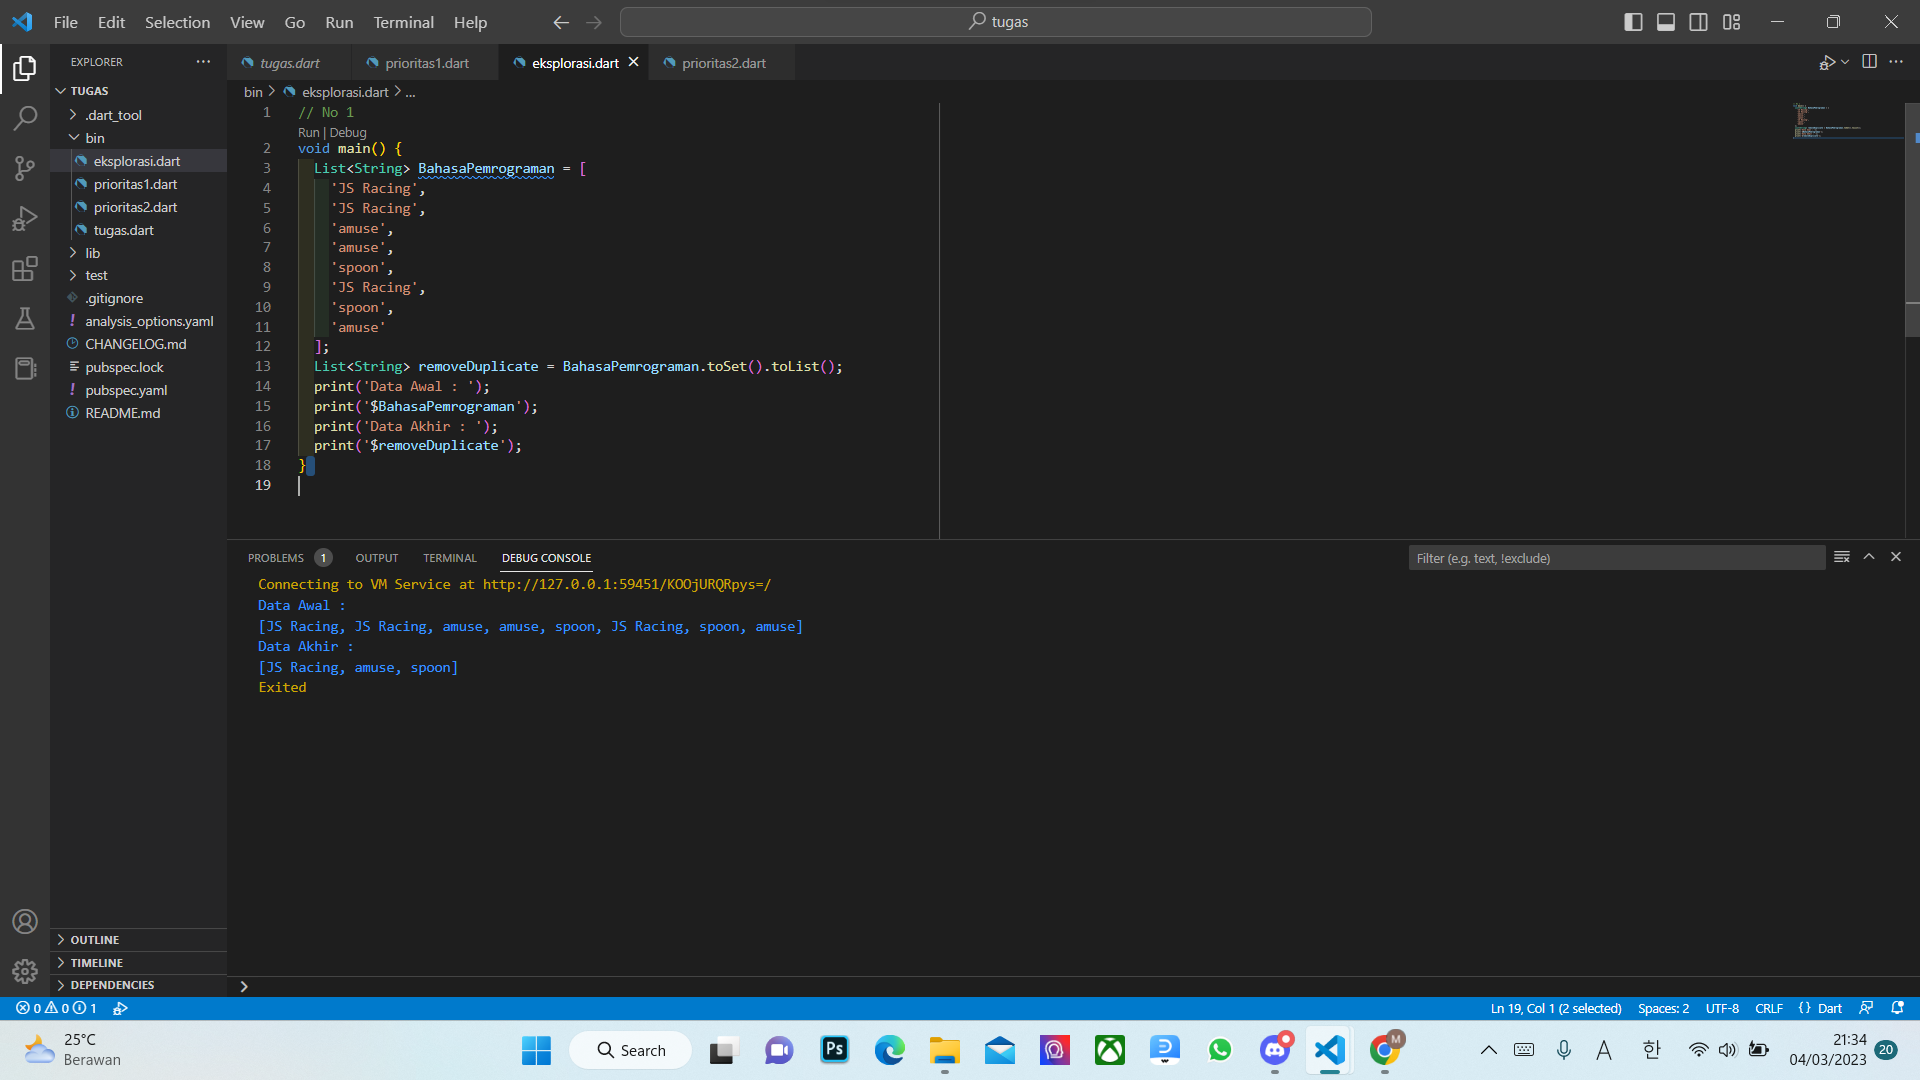 File Edit Selection View Go Run Terminal Help
tugas
EXPLORER
TUGAS
.dart_tool
bin
eksplorasi.dart
prioritas1.dart
prioritas2.dart
tugas.dart
lib
test
.gitignore
! analysis_options.yaml
CHANGELOG.md
pubspec.lock
! pubspec.yaml
README.md
OUTLINE
TIMELINE
DEPENDENCIES
tugas.dart prioritas1.dart eksplorasi.dart prioritas2.dart
bin > eksplorasi.dart > ...
1 // No 1
Run | Debug
2 void main() {
3 List<String> BahasaPemrograman = [
4 'JS Racing',
5 'JS Racing',
6 'amuse',
7 'amuse',
8 'spoon',
9 'JS Racing',
10 'spoon',
11 'amuse'
12 ];
13 List<String> removeDuplicate = BahasaPemrograman.toSet().toList();
14 print('Data Awal : ');
15 print('$BahasaPemrograman');
16 print('Data Akhir : ');
17 print('$removeDuplicate');
18 }
19
PROBLEMS 1 OUTPUT TERMINAL DEBUG CONSOLE
Filter (e.g. text, !exclude)
Connecting to VM Service at http://127.0.0.1:59451/KOOjURQRpys=/
Data Awal :
[JS Racing, JS Racing, amuse, amuse, spoon, JS Racing, spoon, amuse]
Data Akhir :
[JS Racing, amuse, spoon]
Exited
0 0 1
Ln 19, Col 1 (2 selected) Spaces: 2 UTF-8 CRLF {} Dart
25°C
Berawan
Search
Ps
M
A
한
21:34
04/03/2023
20